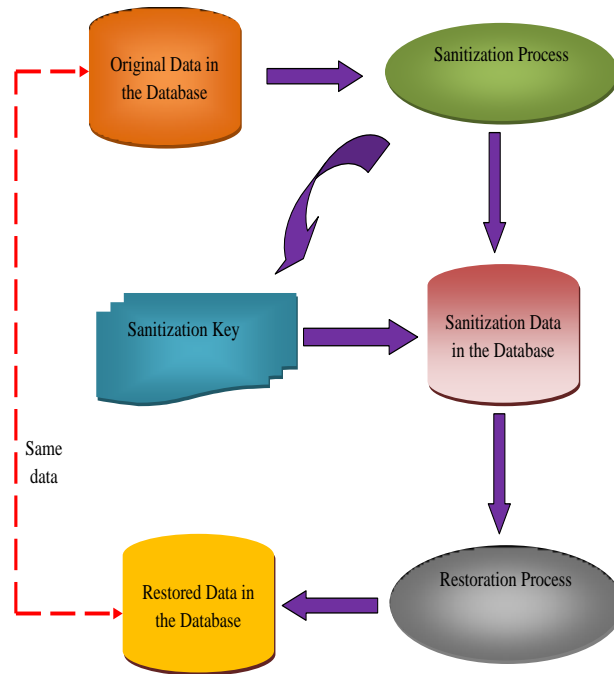 Original Data in
the Database
Sanitization Process
Sanitization Key
Sanitization Data
in the Database
Same
data
Restored Data in
the Database
Restoration Process